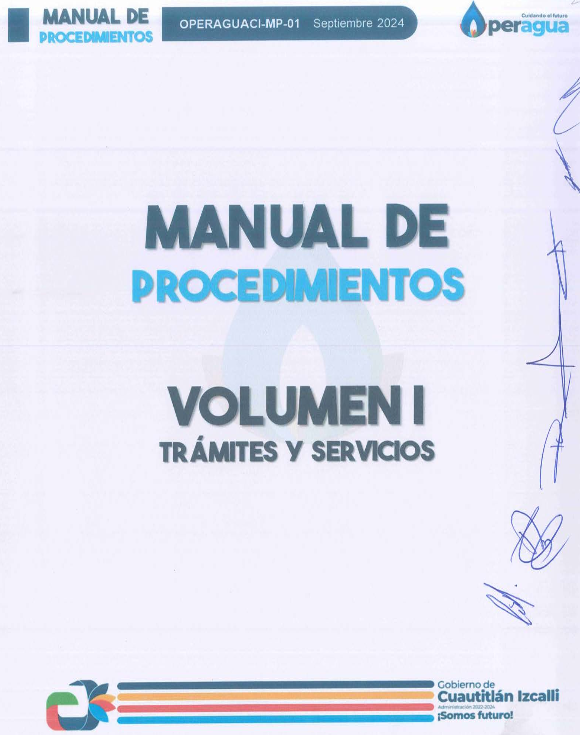 MANUAL DE
PROCEDIMIENTOS
OPERAGUACI-MP-01 Septiembre 2024
Cuidando el futuro
Operagua
MANUAL DE
PROCEDIMIENTOS
VOLUMEN I
TRÁMITES Y SERVICIOS
Gobierno de
Cuautitlán Izcalli
Administración 2022-2024
¡Somos futuro!